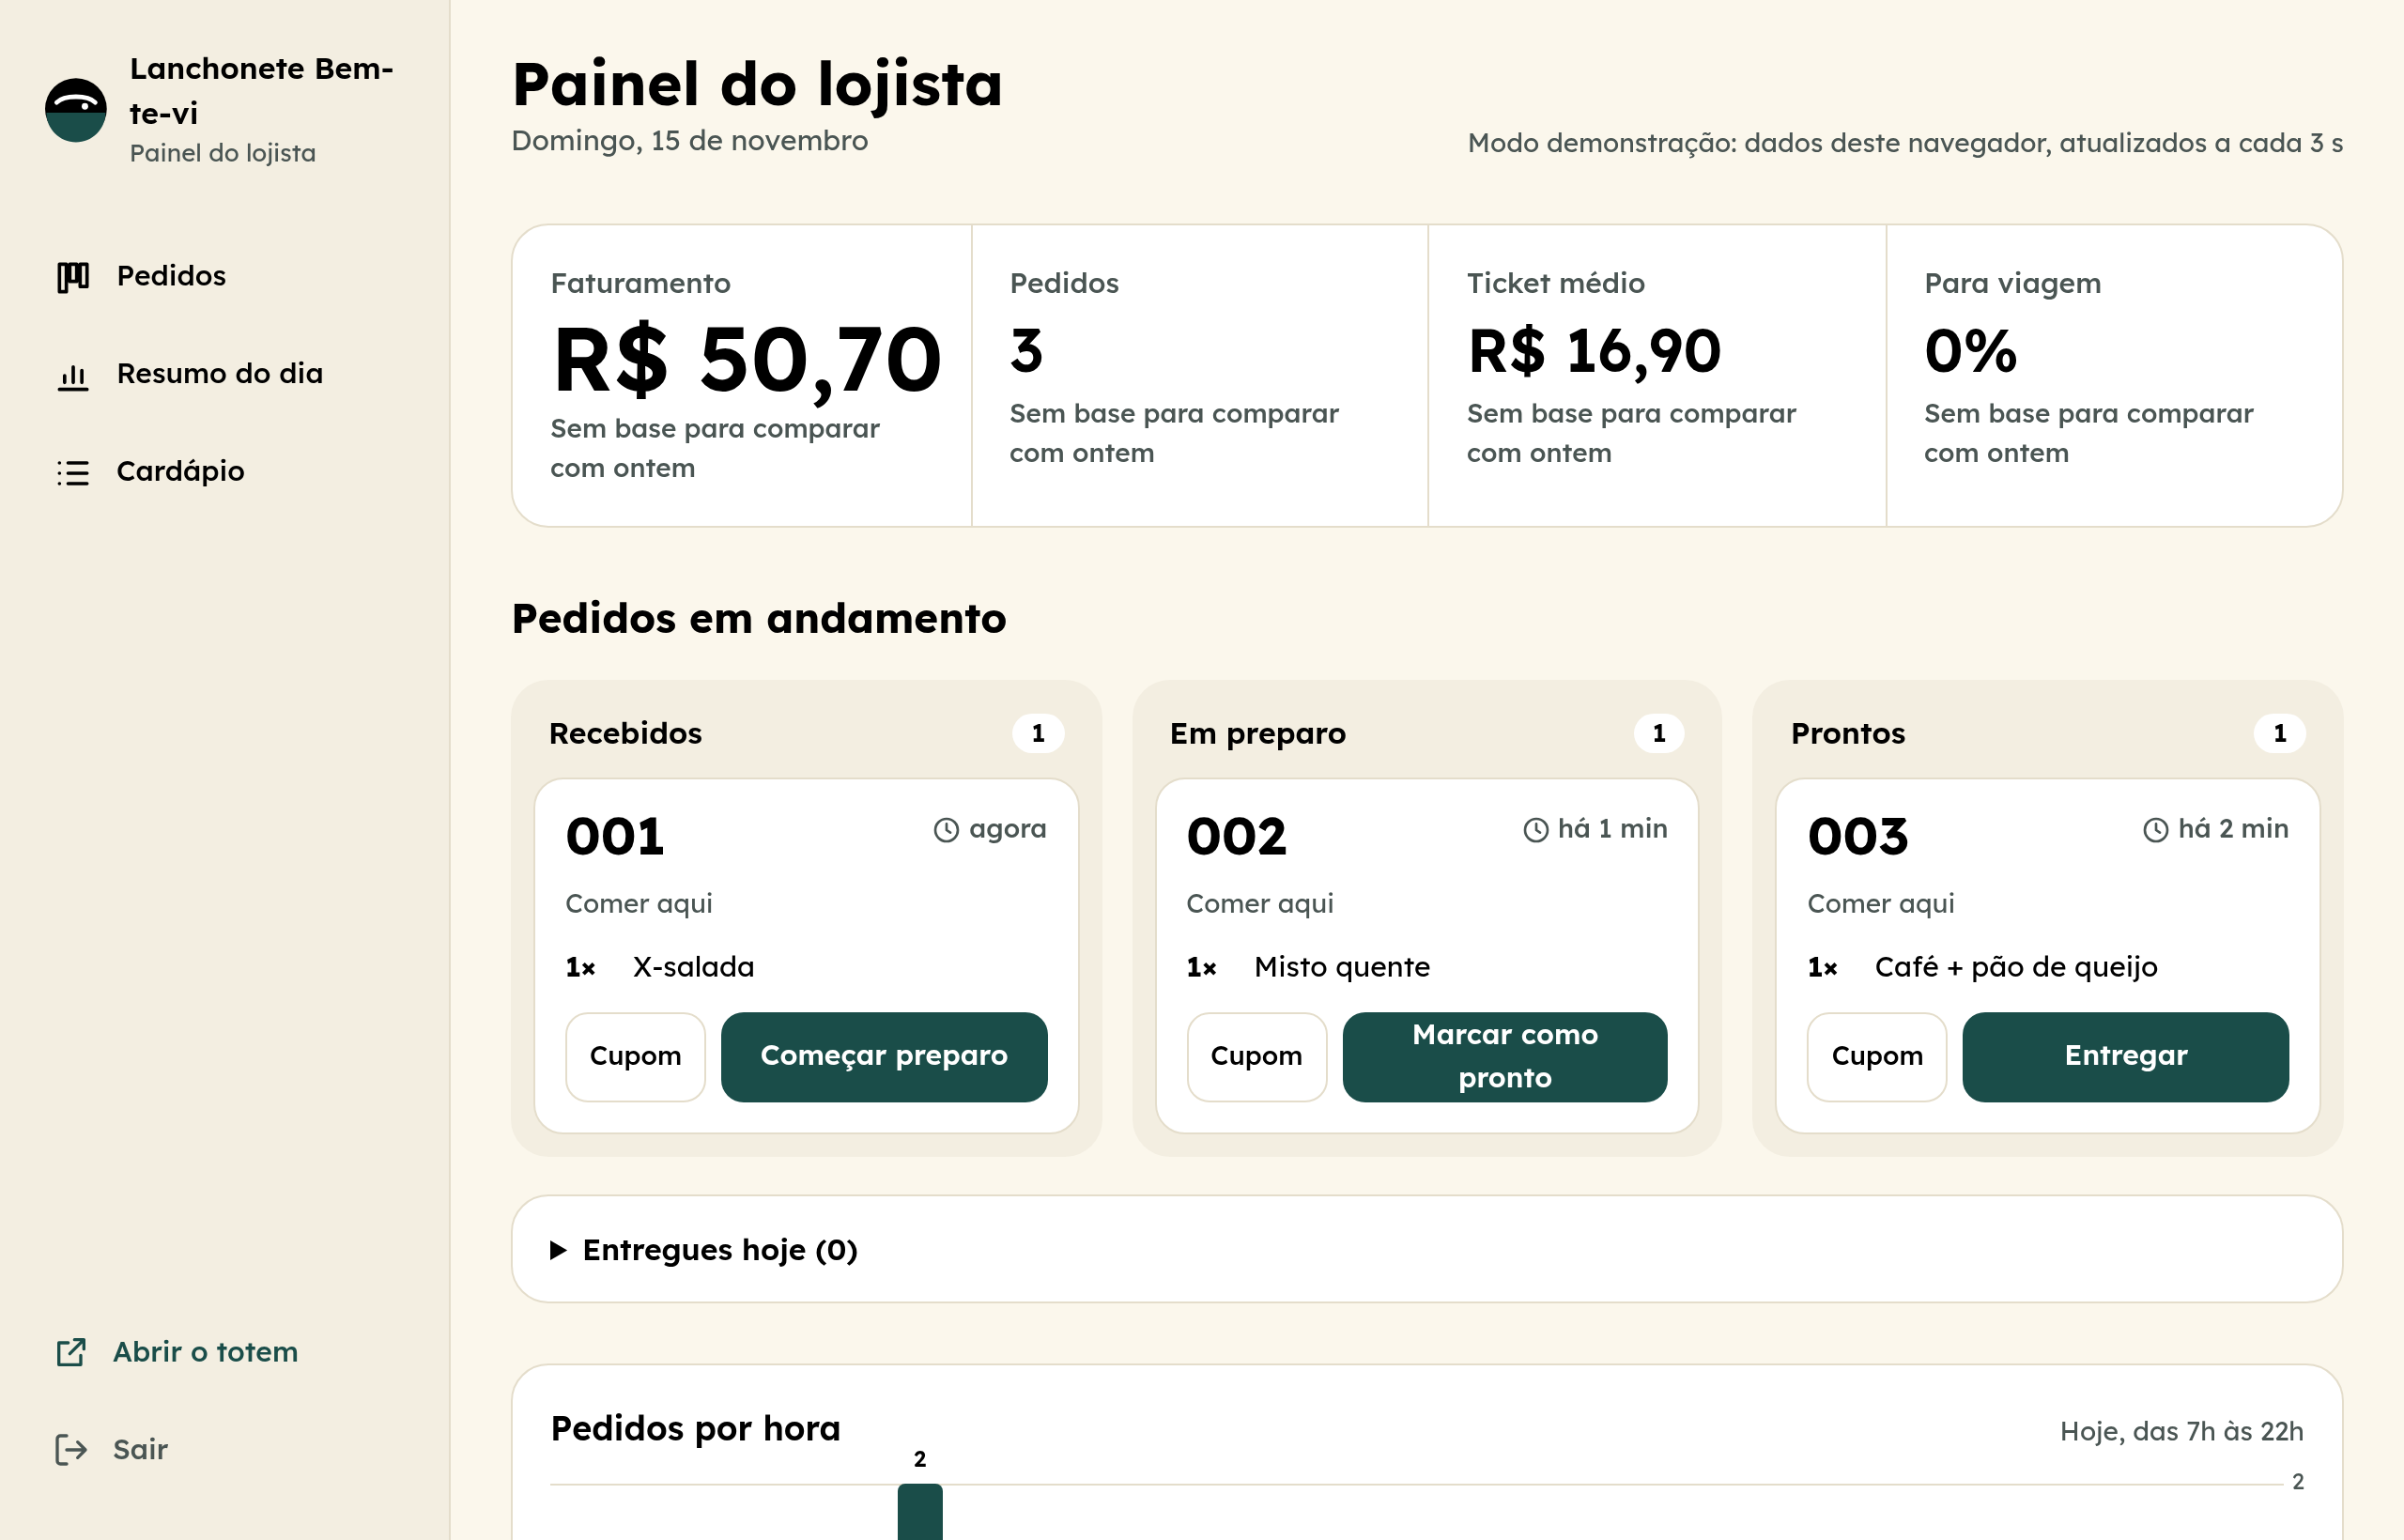 Lanchonete Bem-
te-vi
Painel do lojista
Pedidos
Resumo do dia
Cardápio
Abrir o totem
Sair
Painel do lojista
Domingo, 15 de novembro
Modo demonstração: dados deste navegador, atualizados a cada 3 s
Faturamento
R$ 50,70
Sem base para comparar
com ontem
Pedidos
3
Sem base para comparar
com ontem
Ticket médio
R$ 16,90
Sem base para comparar
com ontem
Para viagem
0%
Sem base para comparar
com ontem
Pedidos em andamento
Recebidos
1
001
agora
Comer aqui
1× X-salada
Cupom
Começar preparo
Em preparo
1
002
há 1 min
Comer aqui
1× Misto quente
Cupom
Marcar como
pronto
Prontos
1
003
há 2 min
Comer aqui
1× Café + pão de queijo
Cupom
Entregar
Entregues hoje (0)
Pedidos por hora
Hoje, das 7h às 22h
2
2